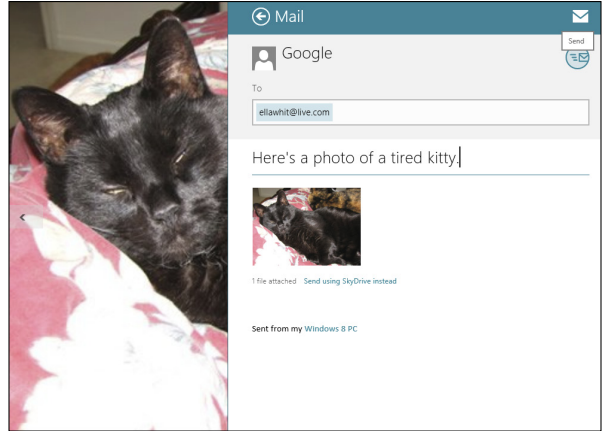 Mail
Send
Google
To
ellawhit@live.com
Here's a photo of a tired kitty.
1 file attached Send using SkyDrive instead
Sent from my Windows 8 PC